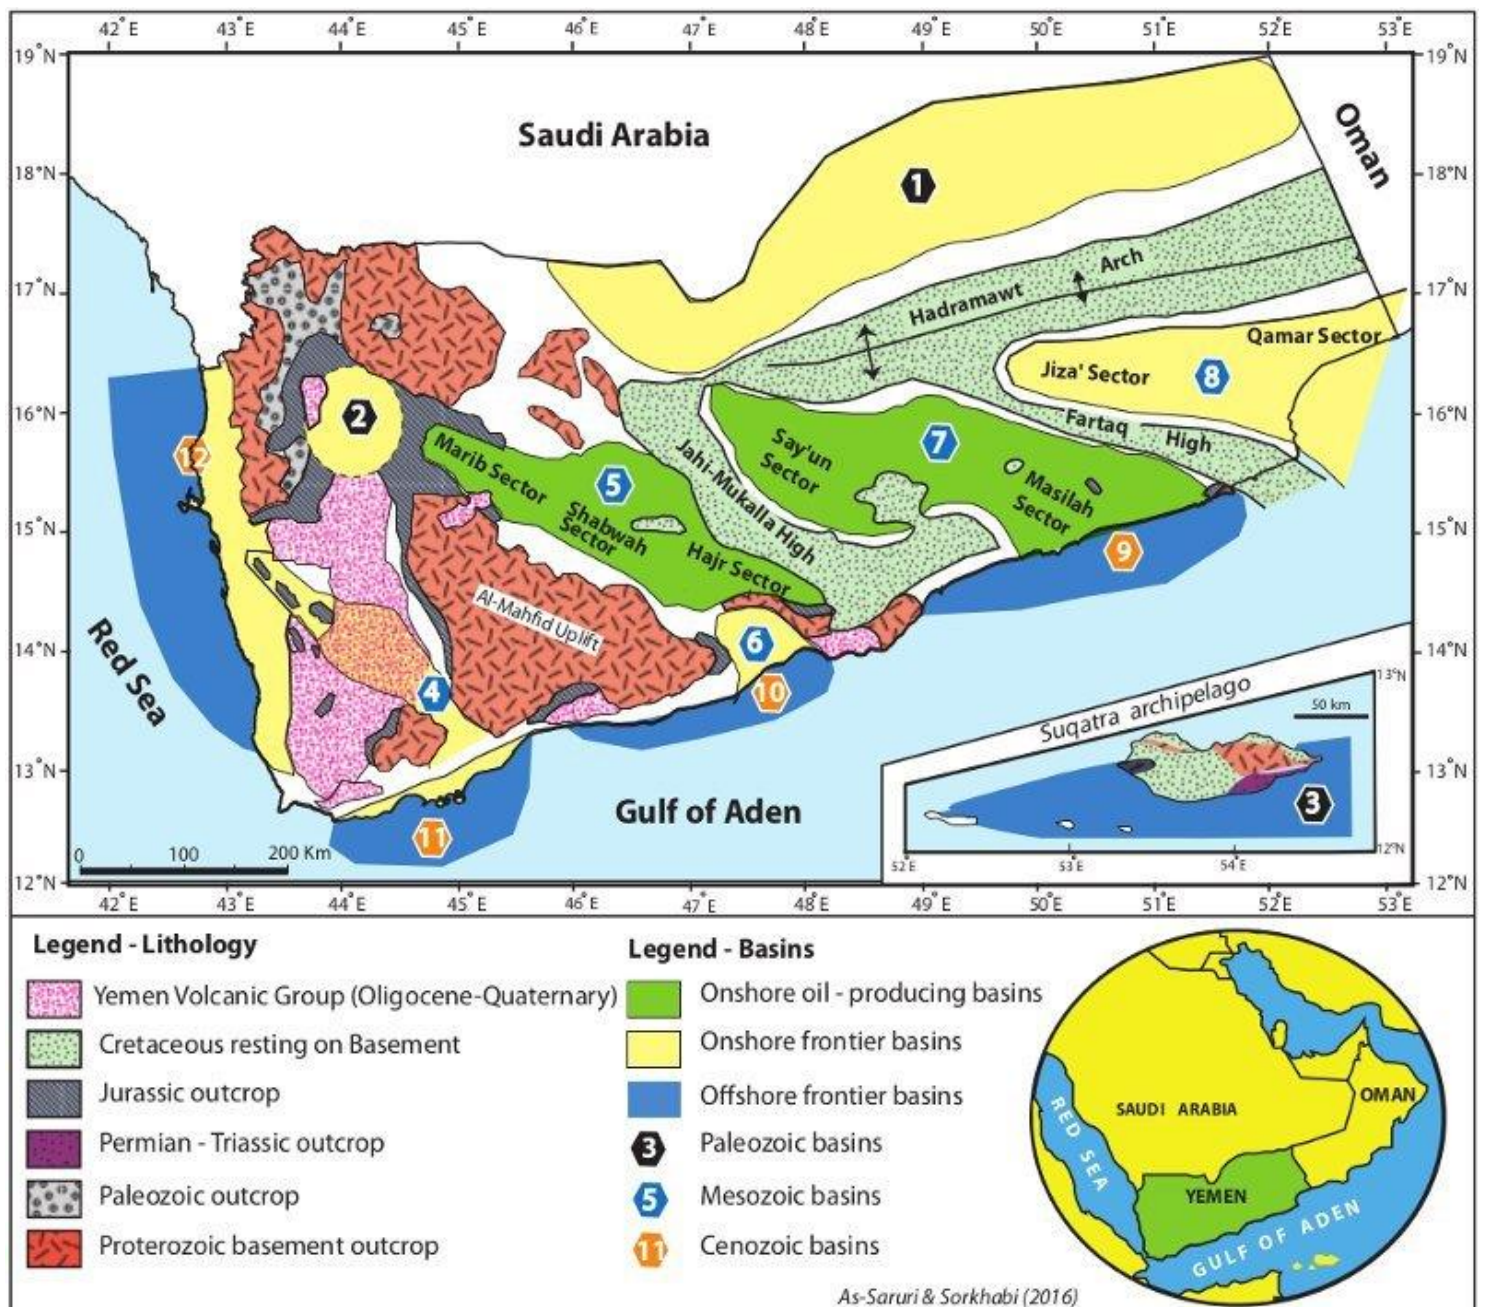 42°E 43°E 44°E 45°E 46°E 47°E 48°E 49°E 50°E 51°E 52°E 53°E
19°N
19°N
Saudi Arabia
Oman
18°N
1
18°N
Arch
17°N
Hadramawt
17°N
Qamar Sector
Jiza' Sector
8
16°N
2
Fartaq High
16°N
7
Say'un
Sector
12
Marib Sector
5
Jahi-Mukalla High
Masilah
Sector
15°N
Shabwah
Sector
Hajr Sector
9
15°N
Al-Mahfid Uplift
14°N
6
14°N
Red Sea
4
10
Suqatra archipelago
13°N
50 km
13°N
13°N
3
Gulf of Aden
11
0 100 200 Km
12°N
52°E 53°E 54°E
12°N
12°N
42°E 43°E 44°E 45°E 46°E 47°E 48°E 49°E 50°E 51°E 52°E 53°E
Legend - Lithology
Yemen Volcanic Group (Oligocene-Quaternary)
Cretaceous resting on Basement
Jurassic outcrop
Permian - Triassic outcrop
Paleozoic outcrop
Proterozoic basement outcrop
Legend - Basins
Onshore oil - producing basins
Onshore frontier basins
Offshore frontier basins
3 Paleozoic basins
5 Mesozoic basins
11 Cenozoic basins
As-Saruri & Sorkhabi (2016)
SAUDI ARABIA
OMAN
RED SEA
YEMEN
GULF OF ADEN